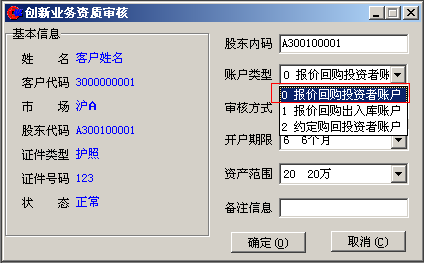 创新业务资质审核
基本信息
姓 名 客户姓名
客户代码 3000000001
市 场 沪A
股东代码 A300100001
证件类型 护照
证件号码 123
状 态 正常
股东内码 A300100001
账户类型 0 报价回购投资者账
0 报价回购投资者账户
1 报价回购出入库账户
2 约定购回投资者账户
审核方式
开户期限 6 6个月
资产范围 20 20万
备注信息
确定(O) 取消(C)